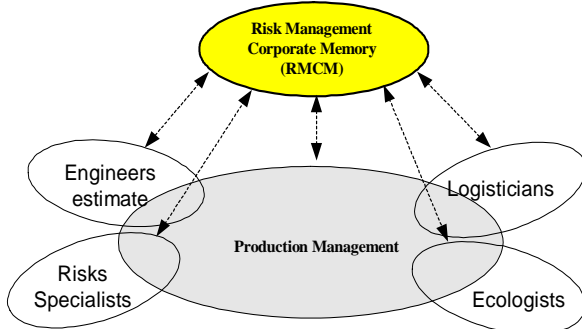 Risk Management
Corporate Memory
(RMCM)
Engineers
estimate
Logisticians
Production Management
Risks
Specialists
Ecologists